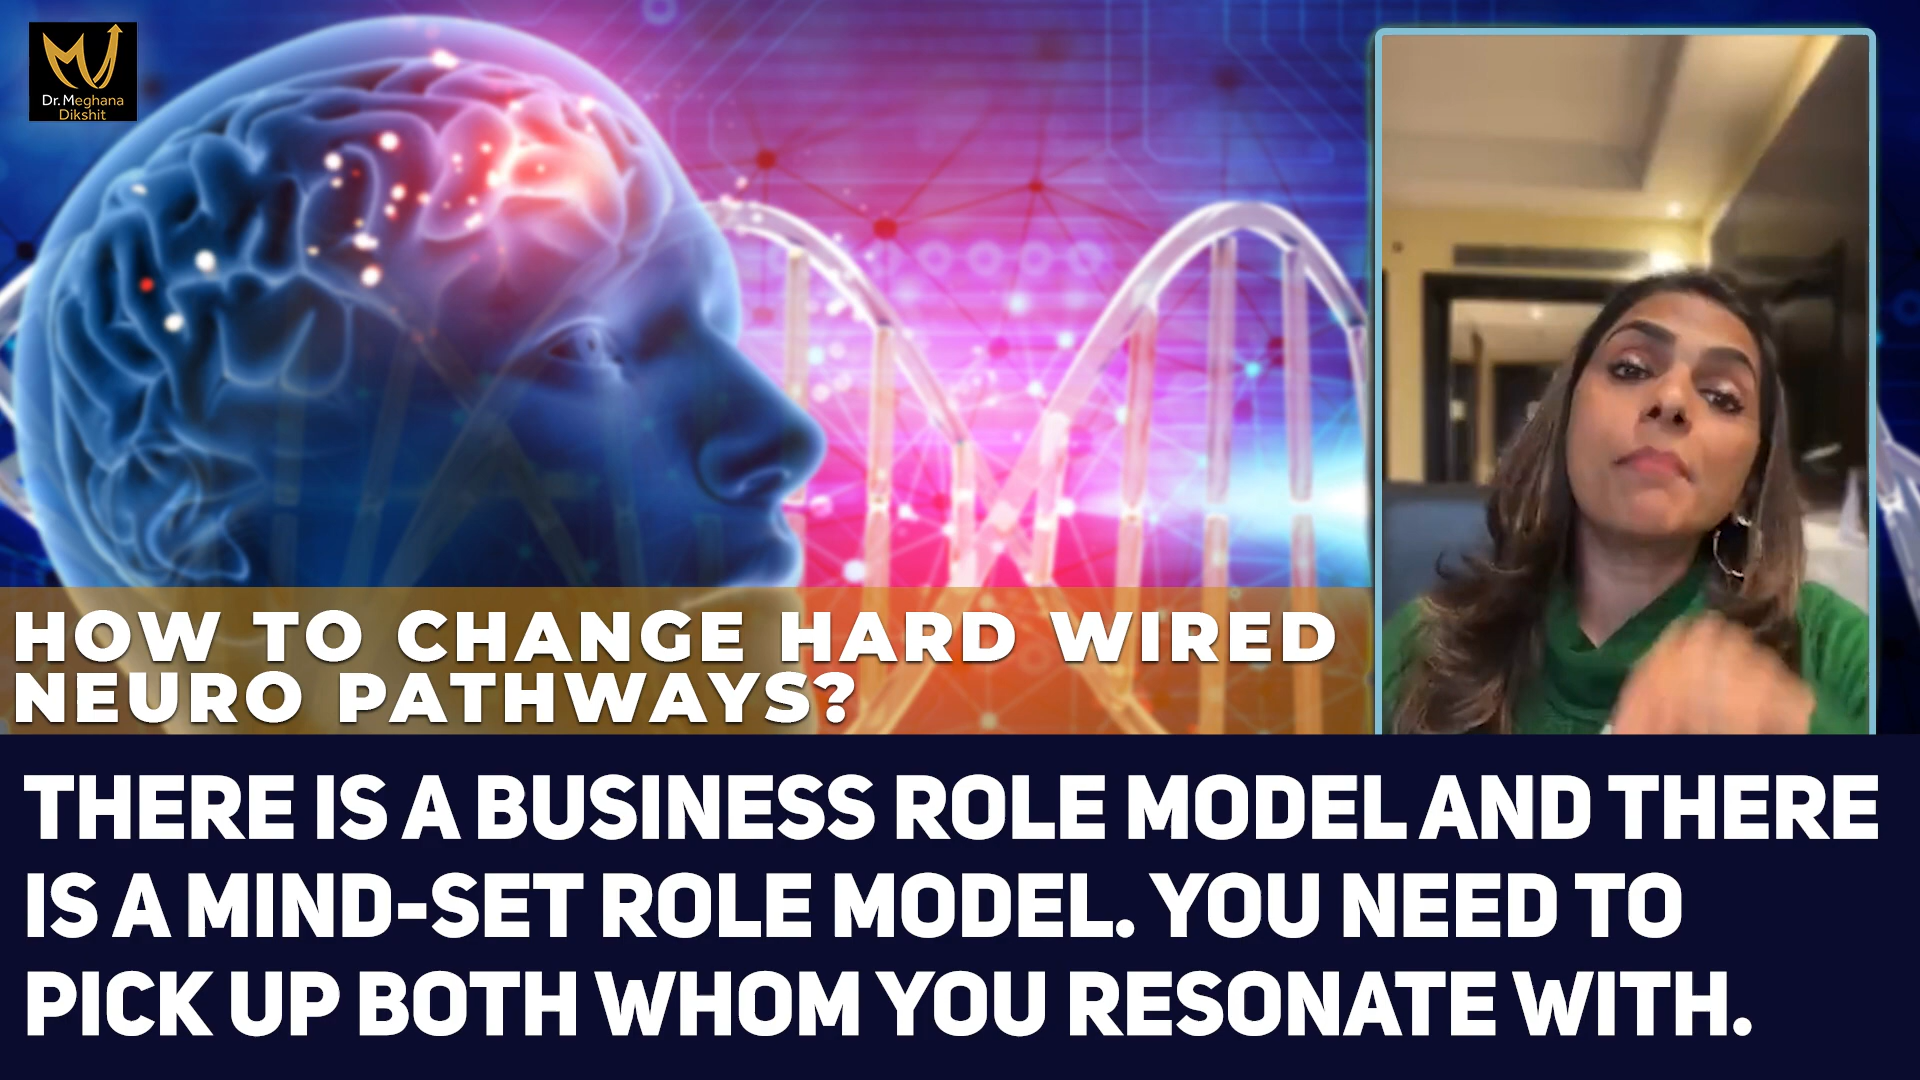 Dr. Meghana
Dikshit
HOW TO CHANGE HARD WIRED
NEURO PATHWAYS?
THERE IS A BUSINESS ROLE MODEL AND THERE
IS A MIND-SET ROLE MODEL. YOU NEED TO
PICK UP BOTH WHOM YOU RESONATE WITH.